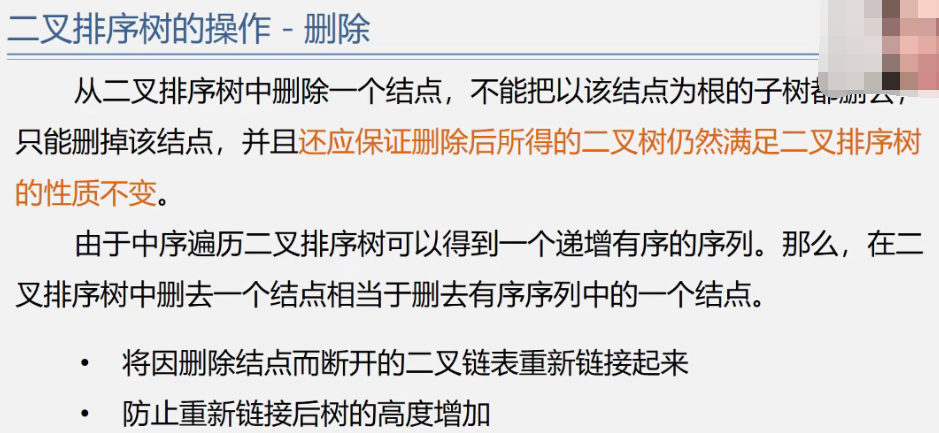 二叉排序树的操作 - 删除
从二叉排序树中删除一个结点，不能把以该结点为根的子树都删去，
只能删掉该结点，并且还应保证删除后所得的二叉树仍然满足二叉排序树
的性质不变。
由于中序遍历二叉排序树可以得到一个递增有序的序列。那么，在二
叉排序树中删去一个结点相当于删去有序序列中的一个结点。
• 将因删除结点而断开的二叉链表重新链接起来
• 防止重新链接后树的高度增加